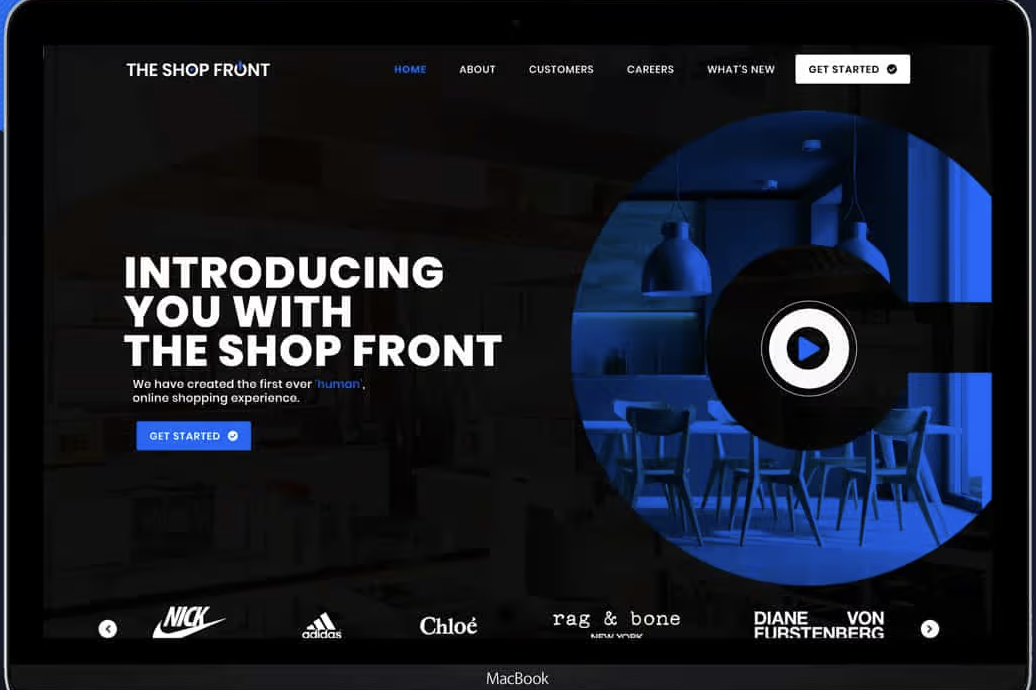 THE SHOP FRONT
HOME
ABOUT
CUSTOMERS
CAREERS
WHAT'S NEW
GET STARTED
INTRODUCING
YOU WITH
THE SHOP FRONT
We have created the first ever 'human',
online shopping experience.
GET STARTED
NICK
adidas
Chloé
rag & bone
NEW YORK
DIANE VON
FURSTENBERG
MacBook